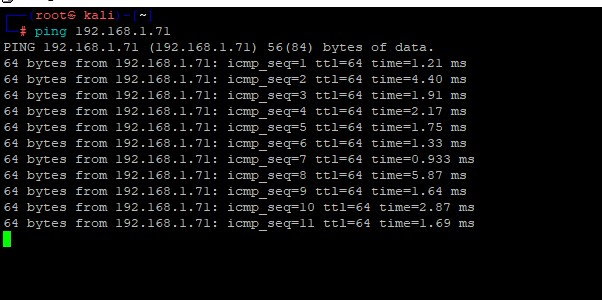 ┌──(root㉿ kali)-[~]
└─# ping 192.168.1.71
PING 192.168.1.71 (192.168.1.71) 56(84) bytes of data.
64 bytes from 192.168.1.71: icmp_seq=1 ttl=64 time=1.21 ms
64 bytes from 192.168.1.71: icmp_seq=2 ttl=64 time=4.40 ms
64 bytes from 192.168.1.71: icmp_seq=3 ttl=64 time=1.91 ms
64 bytes from 192.168.1.71: icmp_seq=4 ttl=64 time=2.17 ms
64 bytes from 192.168.1.71: icmp_seq=5 ttl=64 time=1.75 ms
64 bytes from 192.168.1.71: icmp_seq=6 ttl=64 time=1.33 ms
64 bytes from 192.168.1.71: icmp_seq=7 ttl=64 time=0.933 ms
64 bytes from 192.168.1.71: icmp_seq=8 ttl=64 time=5.87 ms
64 bytes from 192.168.1.71: icmp_seq=9 ttl=64 time=1.64 ms
64 bytes from 192.168.1.71: icmp_seq=10 ttl=64 time=2.87 ms
64 bytes from 192.168.1.71: icmp_seq=11 ttl=64 time=1.69 ms